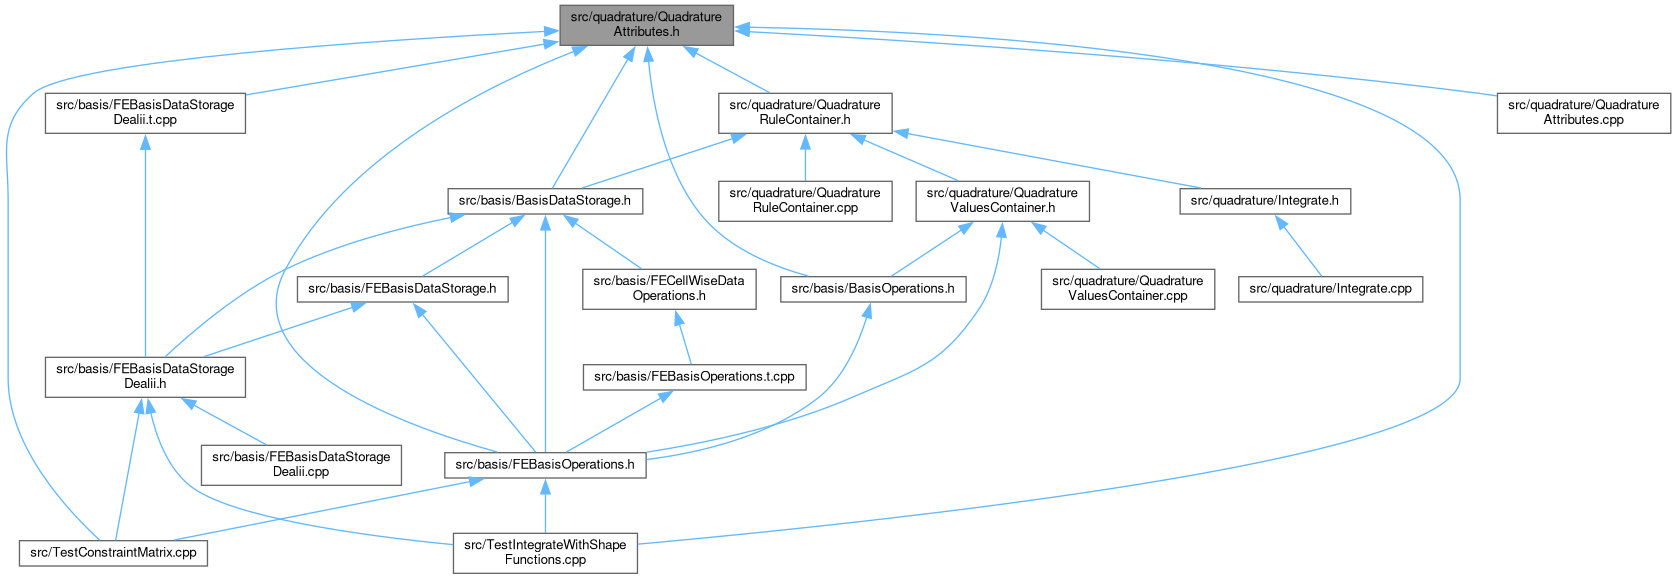 src/quadrature/Quadrature
Attributes.h
src/basis/FEBasisDataStorage
Dealii.t.cpp
src/quadrature/Quadrature
RuleContainer.h
src/quadrature/Quadrature
Attributes.cpp
src/basis/BasisDataStorage.h
src/quadrature/Quadrature
RuleContainer.cpp
src/quadrature/Quadrature
ValuesContainer.h
src/quadrature/Integrate.h
src/basis/FEBasisDataStorage.h
src/basis/FECellWiseData
Operations.h
src/basis/BasisOperations.h
src/quadrature/Quadrature
ValuesContainer.cpp
src/quadrature/Integrate.cpp
src/basis/FEBasisDataStorage
Dealii.h
src/basis/FEBasisOperations.t.cpp
src/basis/FEBasisDataStorage
Dealii.cpp
src/basis/FEBasisOperations.h
src/TestConstraintMatrix.cpp
src/TestIntegrateWithShape
Functions.cpp